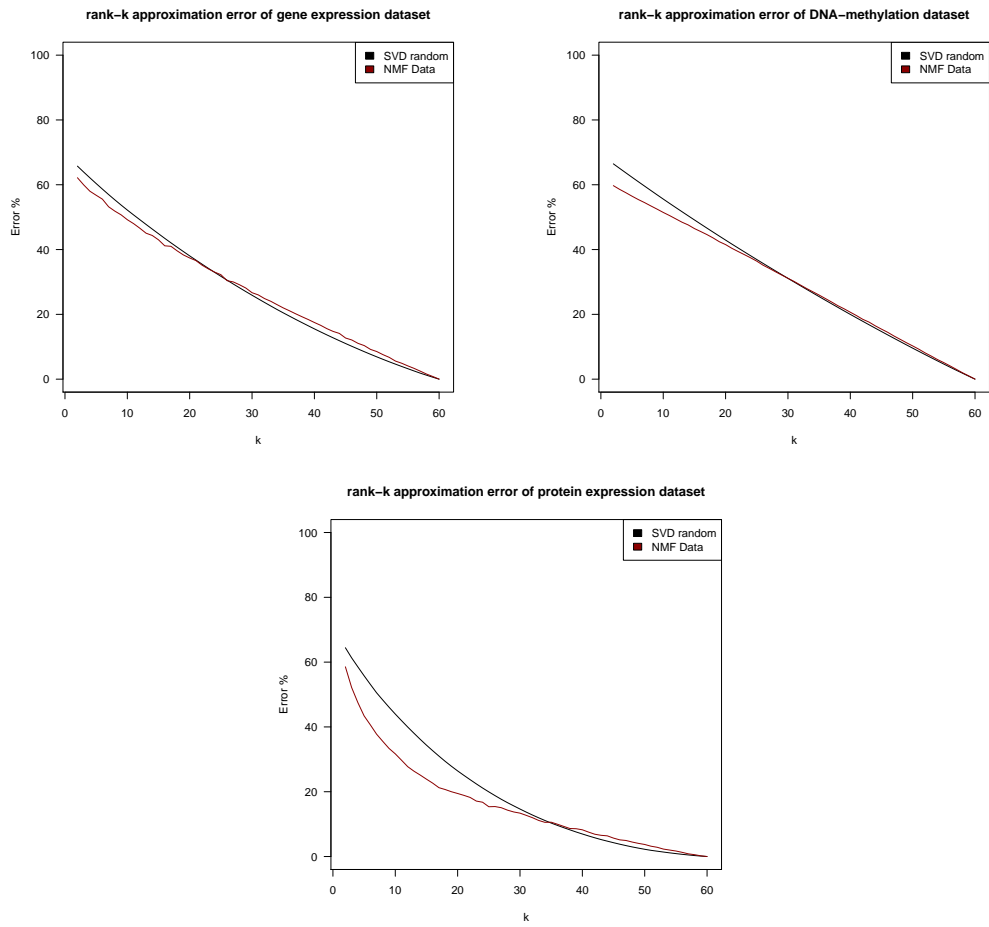 rank−k approximation error of gene expression dataset
SVD random
NMF Data
Error %
100
80
60
40
20
0
0 10 20 30 40 50 60
k
rank−k approximation error of DNA−methylation dataset
SVD random
NMF Data
Error %
100
80
60
40
20
0
0 10 20 30 40 50 60
k
rank−k approximation error of protein expression dataset
SVD random
NMF Data
Error %
100
80
60
40
20
0
0 10 20 30 40 50 60
k